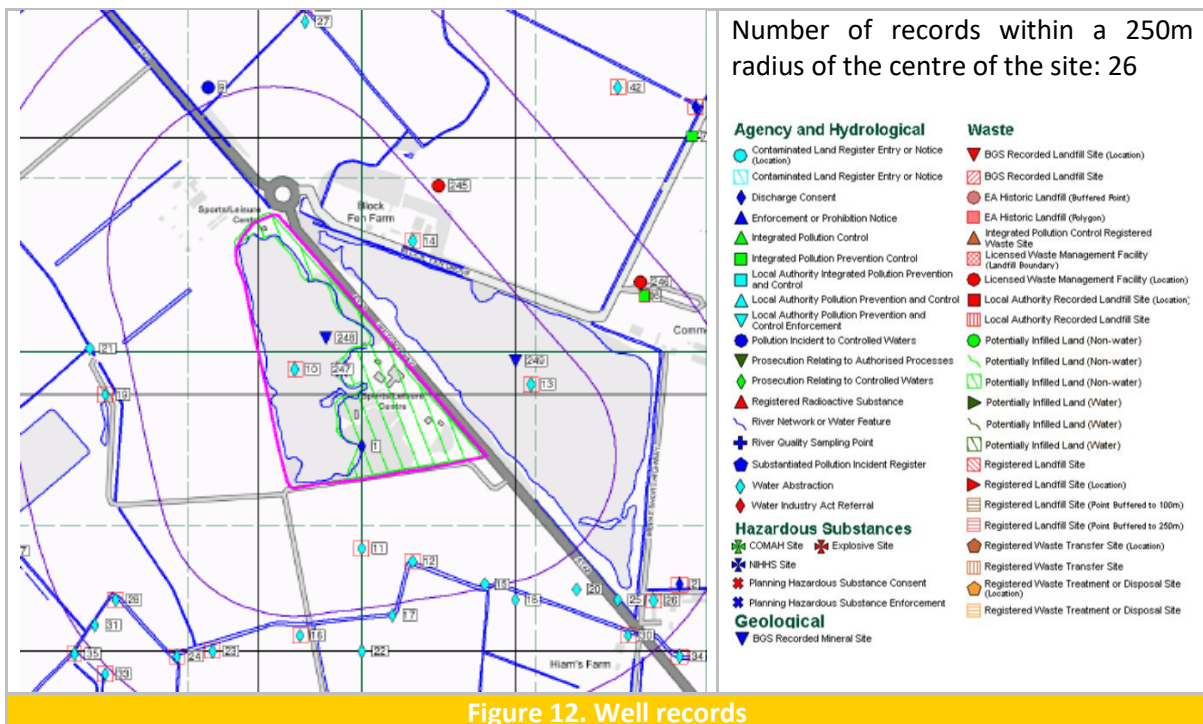 Number of records within a 250m
radius of the centre of the site: 26
27
9
42
Sports/Leisure
Centre
Block
Fen Farm
245
14
246
248
10
247
249
13
21
19
Sports/Leisure
Centre
1
11
12
15
17
18
20
25
26
2
28
31
16
30
35
24
23
22
34
33
Hiam's Farm
Agency and Hydrological
Contaminated Land Register Entry or Notice
(Location)
Contaminated Land Register Entry or Notice
Discharge Consent
Enforcement or Prohibition Notice
Integrated Pollution Control
Integrated Pollution Prevention Control
Local Authority Integrated Pollution Prevention
and Control
Local Authority Pollution Prevention and Control
Local Authority Pollution Prevention and
Control Enforcement
Pollution Incident to Controlled Waters
Prosecution Relating to Authorised Processes
Prosecution Relating to Controlled Waters
Registered Radioactive Substance
River Network or Water Feature
River Quality Sampling Point
Substantiated Pollution Incident Register
Water Abstraction
Water Industry Act Referral
Hazardous Substances
COMAH Site Explosive Site
NIHHS Site
Planning Hazardous Substance Consent
Planning Hazardous Substance Enforcement
Geological
BGS Recorded Mineral Site
Waste
BGS Recorded Landfill Site (Location)
BGS Recorded Landfill Site
EA Historic Landfill (Buffered Point)
EA Historic Landfill (Polygon)
Integrated Pollution Control Registered
Waste Site
Licensed Waste Management Facility
(Landfill Boundary)
Licensed Waste Management Facility (Location)
Local Authority Recorded Landfill Site (Location)
Local Authority Recorded Landfill Site
Potentially Infilled Land (Non-water)
Potentially Infilled Land (Non-water)
Potentially Infilled Land (Non-water)
Potentially Infilled Land (Water)
Potentially Infilled Land (Water)
Potentially Infilled Land (Water)
Registered Landfill Site
Registered Landfill Site (Location)
Registered Landfill Site (Point Buffered to 100m)
Registered Landfill Site (Point Buffered to 250m)
Registered Waste Transfer Site (Location)
Registered Waste Transfer Site
Registered Waste Treatment or Disposal Site
(Location)
Registered Waste Treatment or Disposal Site
Figure 12. Well records